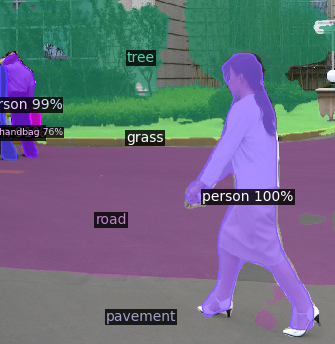 tree
rson 99%
handbag 76%
grass
person 100%
road
pavement